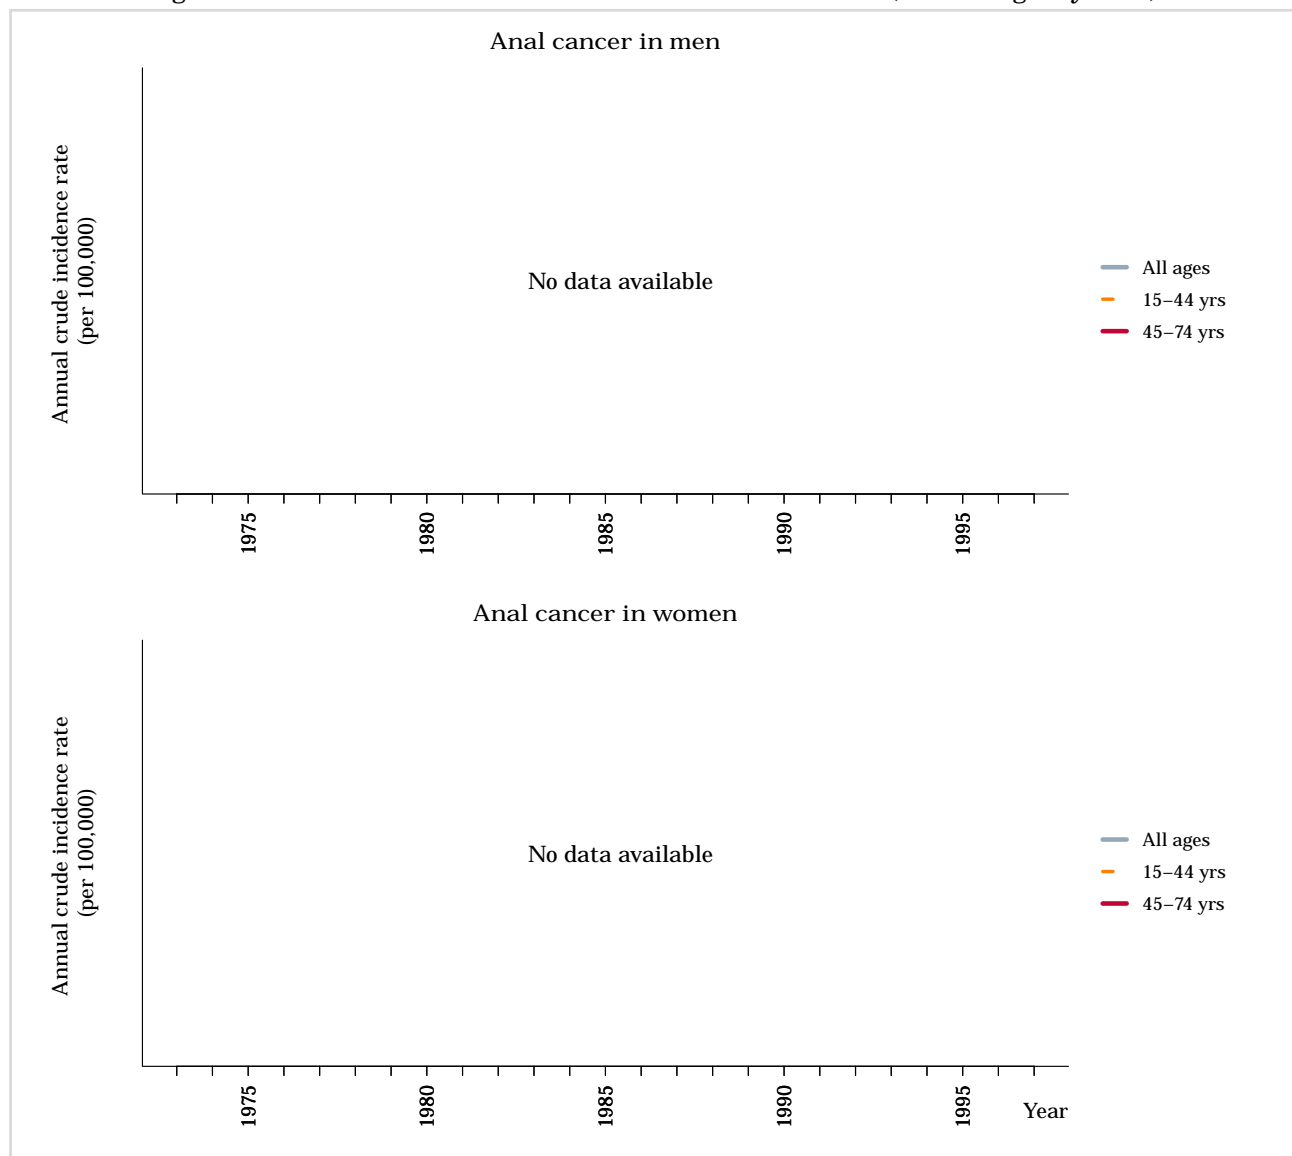 Anal cancer in men
Annual crude incidence rate
(per 100,000)
No data available
All ages
15–44 yrs
45–74 yrs
1975 1980 1985 1990 1995
Anal cancer in women
Annual crude incidence rate
(per 100,000)
No data available
All ages
15–44 yrs
45–74 yrs
1975 1980 1985 1990 1995
Year